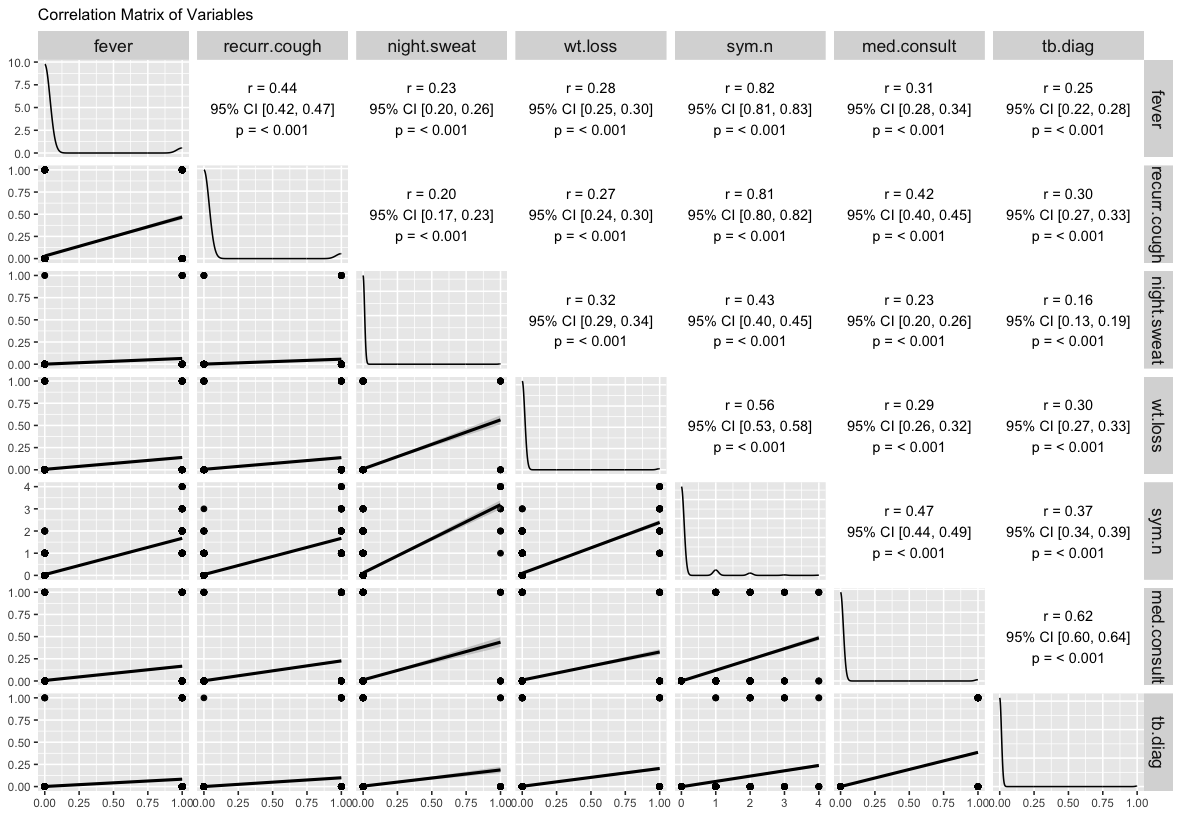 Correlation Matrix of Variables
fever recurr.cough night.sweat wt.loss sym.n med.consult tb.diag
10.0
7.5
5.0
2.5
0.0
r = 0.44
95% CI [0.42, 0.47]
p = < 0.001
r = 0.23
95% CI [0.20, 0.26]
p = < 0.001
r = 0.28
95% CI [0.25, 0.30]
p = < 0.001
r = 0.82
95% CI [0.81, 0.83]
p = < 0.001
r = 0.31
95% CI [0.28, 0.34]
p = < 0.001
r = 0.25
95% CI [0.22, 0.28]
p = < 0.001
fever
1.00
0.75
0.50
0.25
0.00
r = 0.20
95% CI [0.17, 0.23]
p = < 0.001
r = 0.27
95% CI [0.24, 0.30]
p = < 0.001
r = 0.81
95% CI [0.80, 0.82]
p = < 0.001
r = 0.42
95% CI [0.40, 0.45]
p = < 0.001
r = 0.30
95% CI [0.27, 0.33]
p = < 0.001
recurr.cough
1.00
0.75
0.50
0.25
0.00
r = 0.32
95% CI [0.29, 0.34]
p = < 0.001
r = 0.43
95% CI [0.40, 0.45]
p = < 0.001
r = 0.23
95% CI [0.20, 0.26]
p = < 0.001
r = 0.16
95% CI [0.13, 0.19]
p = < 0.001
night.sweat
1.00
0.75
0.50
0.25
0.00
r = 0.56
95% CI [0.53, 0.58]
p = < 0.001
r = 0.29
95% CI [0.26, 0.32]
p = < 0.001
r = 0.30
95% CI [0.27, 0.33]
p = < 0.001
wt.loss
4
3
2
1
0
r = 0.47
95% CI [0.44, 0.49]
p = < 0.001
r = 0.37
95% CI [0.34, 0.39]
p = < 0.001
sym.n
1.00
0.75
0.50
0.25
0.00
r = 0.62
95% CI [0.60, 0.64]
p = < 0.001
med.consult
1.00
0.75
0.50
0.25
0.00
tb.diag
0.00 0.25 0.50 0.75 1.00 0.00 0.25 0.50 0.75 1.00 0.00 0.25 0.50 0.75 1.00 0.00 0.25 0.50 0.75 1.00 0 1 2 3 4 0.00 0.25 0.50 0.75 1.00 0.00 0.25 0.50 0.75 1.00